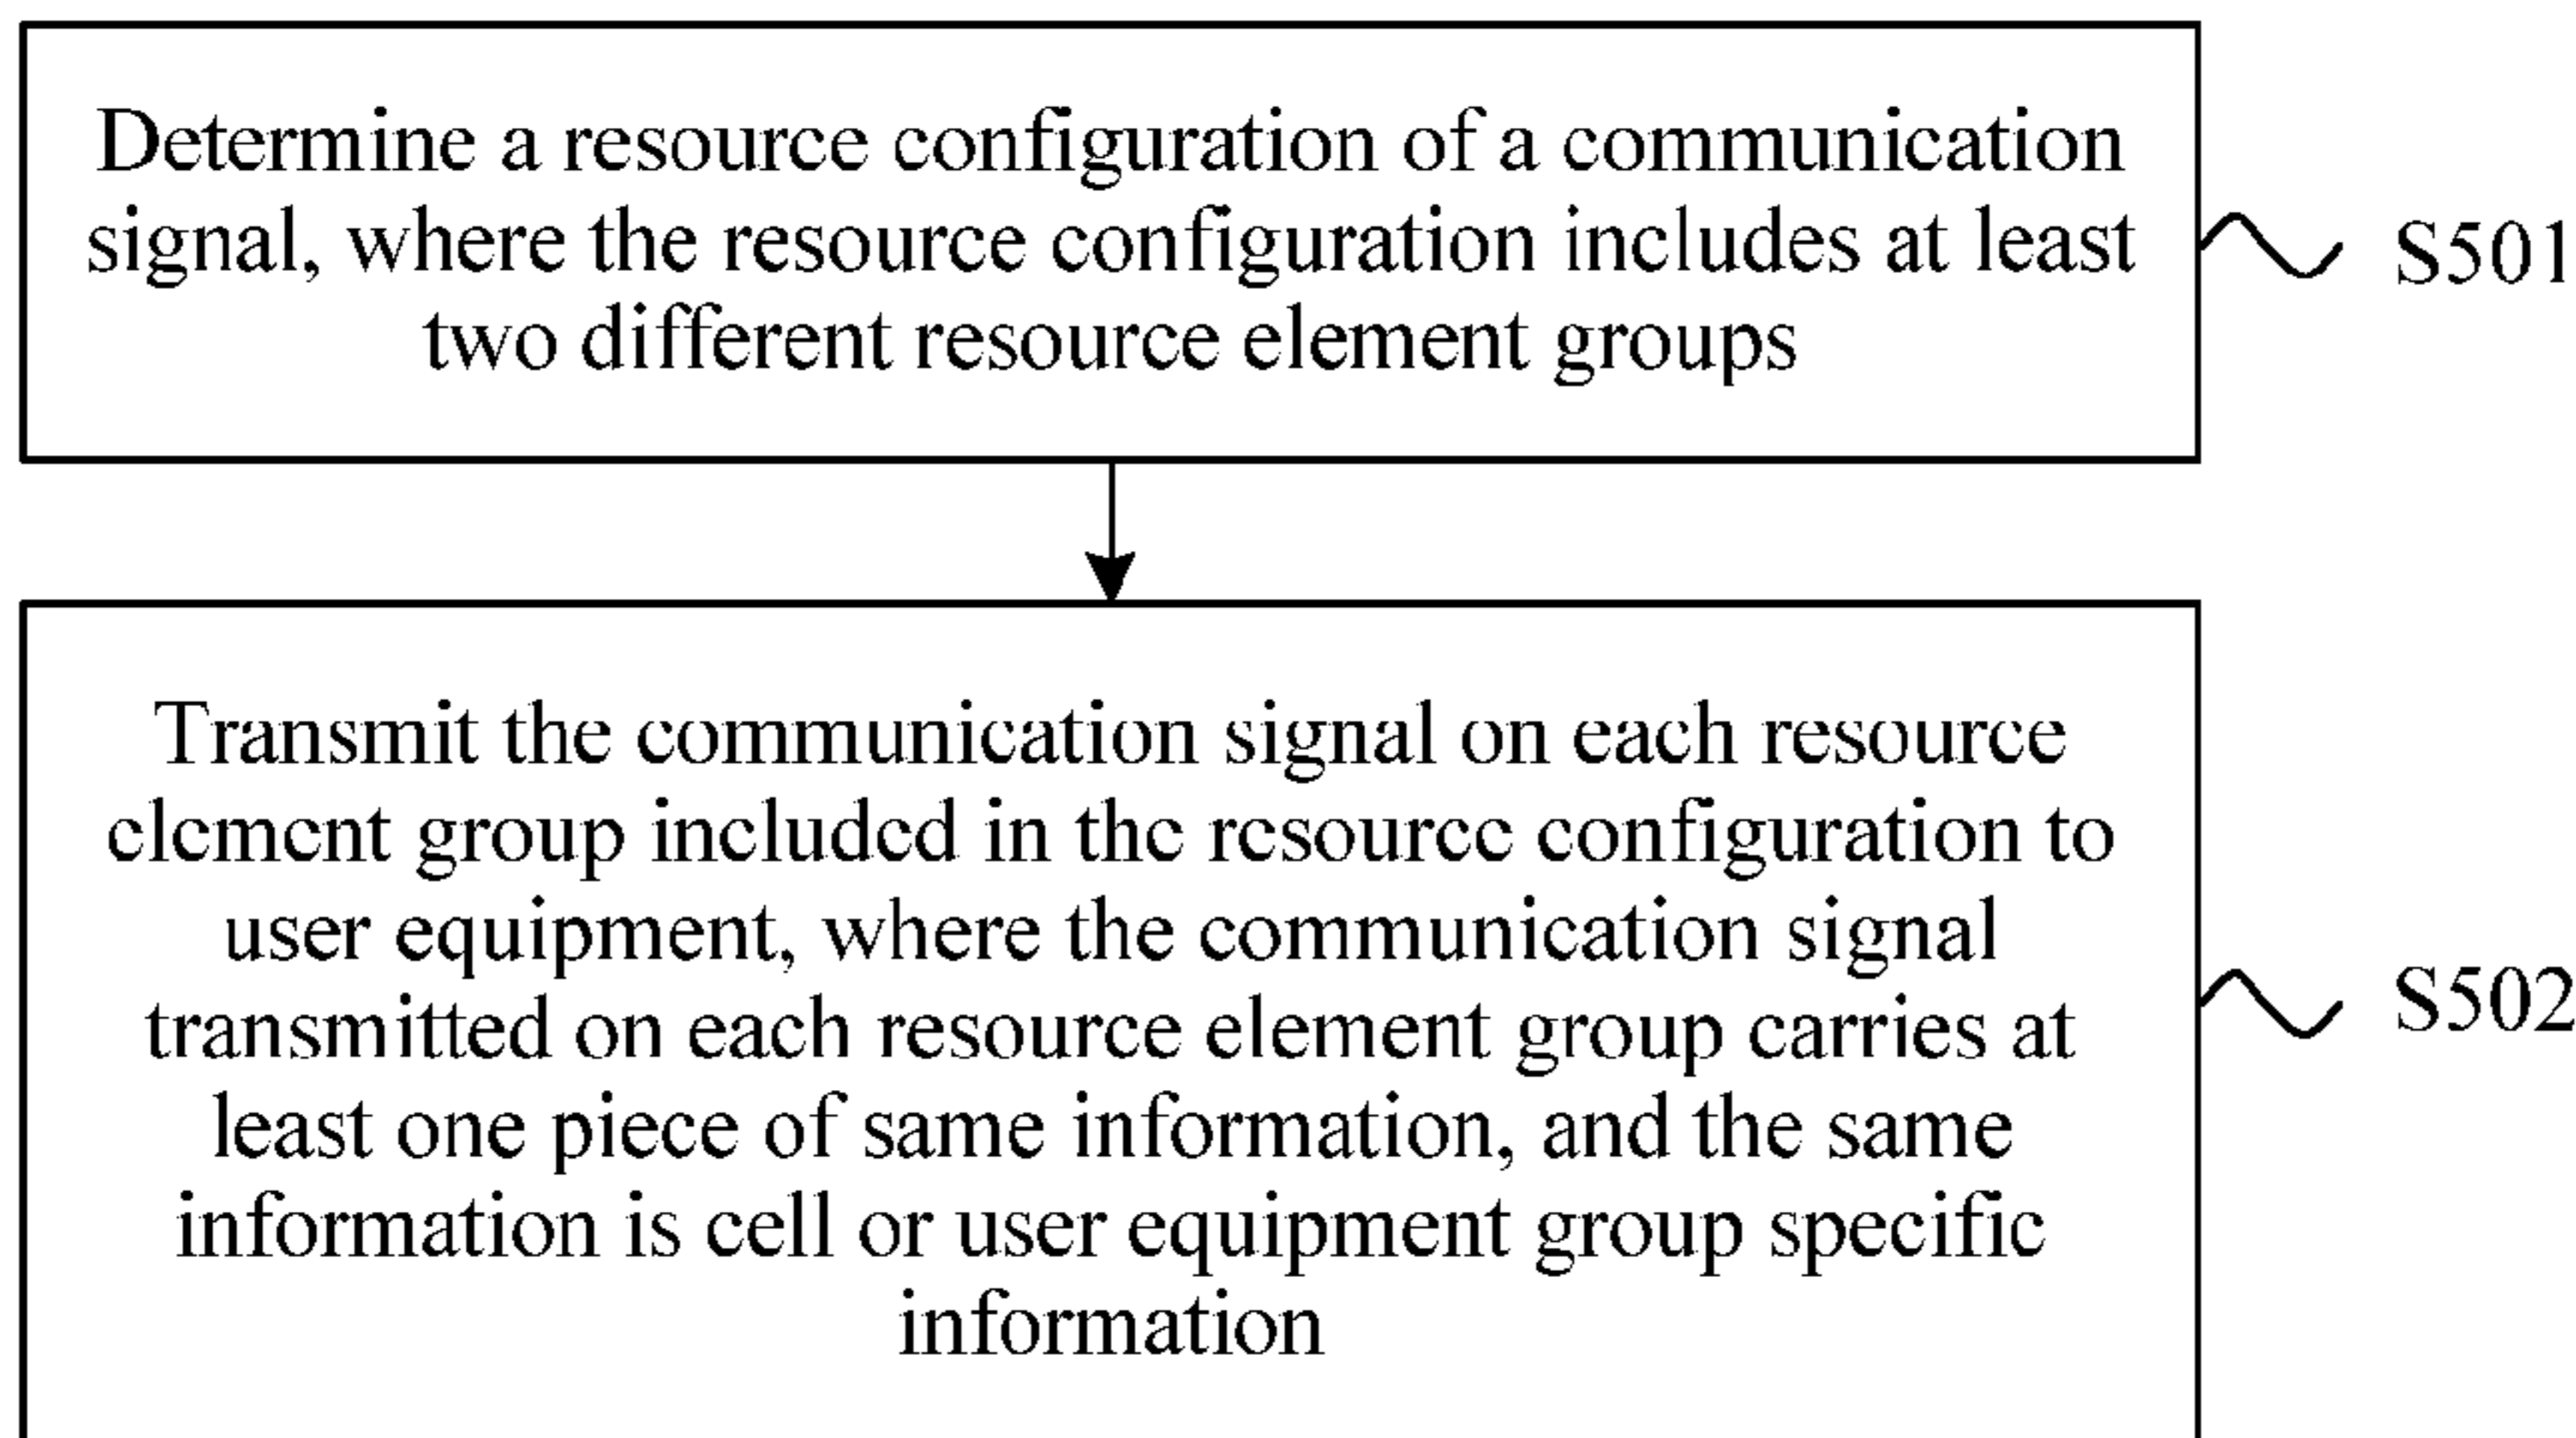 Determine a resource configuration of a communication
signal, where the resource configuration includes at least
two different resource element groups
S501
Transmit the communication signal on each resource
element group included in the resource configuration to
user equipment, where the communication signal
transmitted on each resource element group carries at
least one piece of same information, and the same
information is cell or user equipment group specific
information
S502